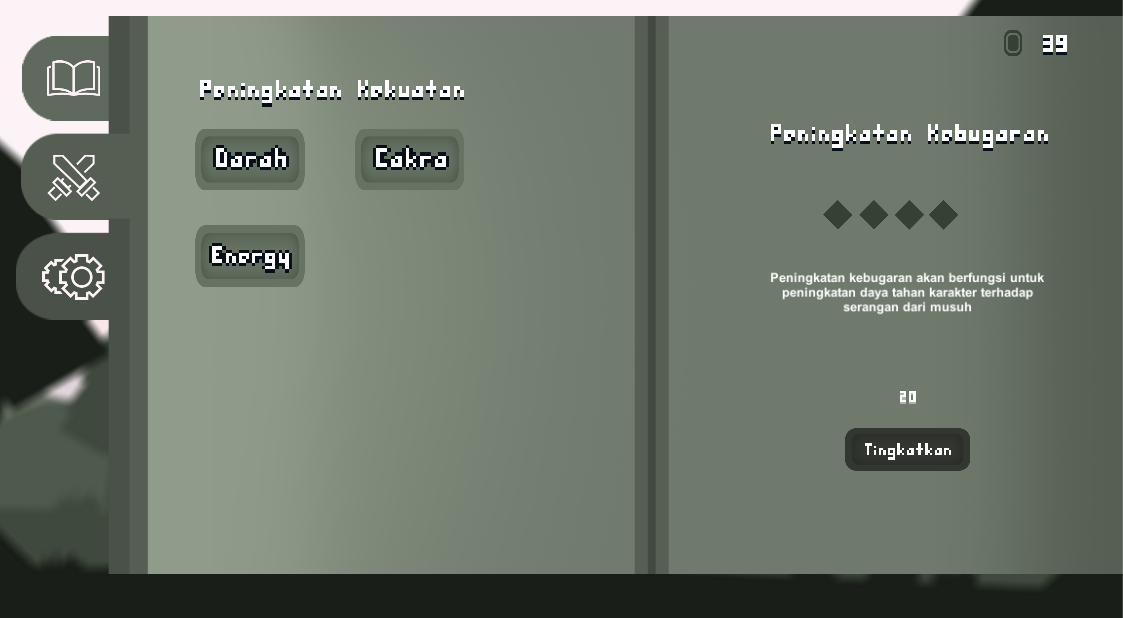 39
Peningkatan Kekuatan
Darah
Cakra
Energy
Peningkatan Kebugaran
Peningkatan kebugaran akan berfungsi untuk
peningkatan daya tahan karakter terhadap
serangan dari musuh
20
Tingkatkan